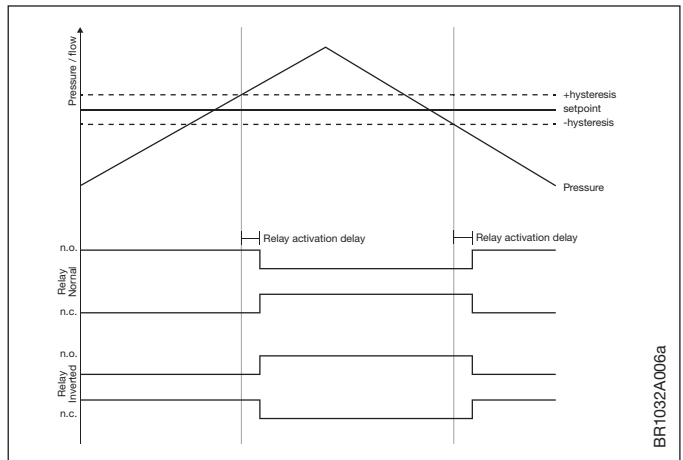 Pressure / flow
+hysteresis
setpoint
-hysteresis
Pressure
Relay activation delay
Relay activation delay
n.o.
Relay
Normal
n.c.
n.o.
Relay
Inverted
n.c.
BR1032A006a